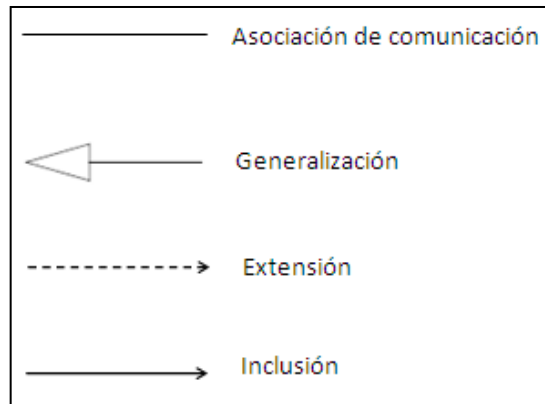 Asociación de comunicación
Generalización
Extensión
Inclusión